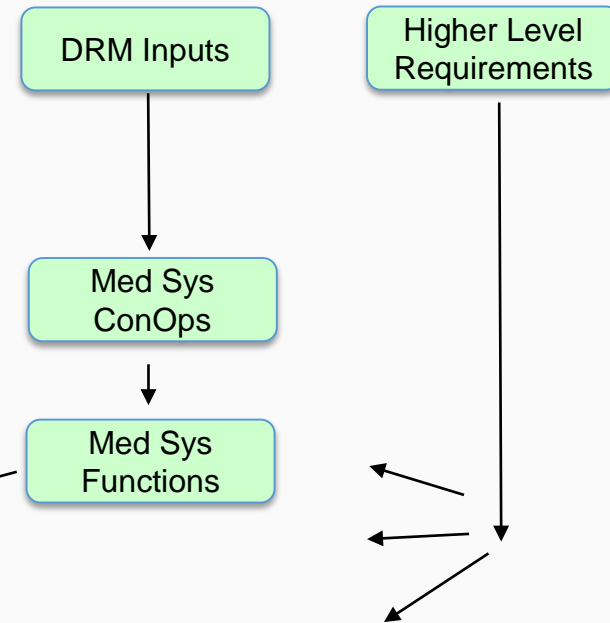 DRM Inputs
Higher Level
Requirements
Med Sys
ConOps
Med Sys
Functions